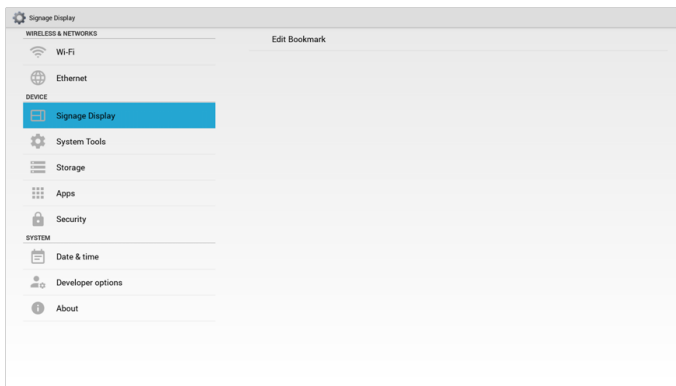 Signage Display
WIRELESS & NETWORKS
Wi-Fi
Ethernet
DEVICE
Signage Display
System Tools
Storage
Apps
Security
SYSTEM
Date & time
Developer options
About
Edit Bookmark